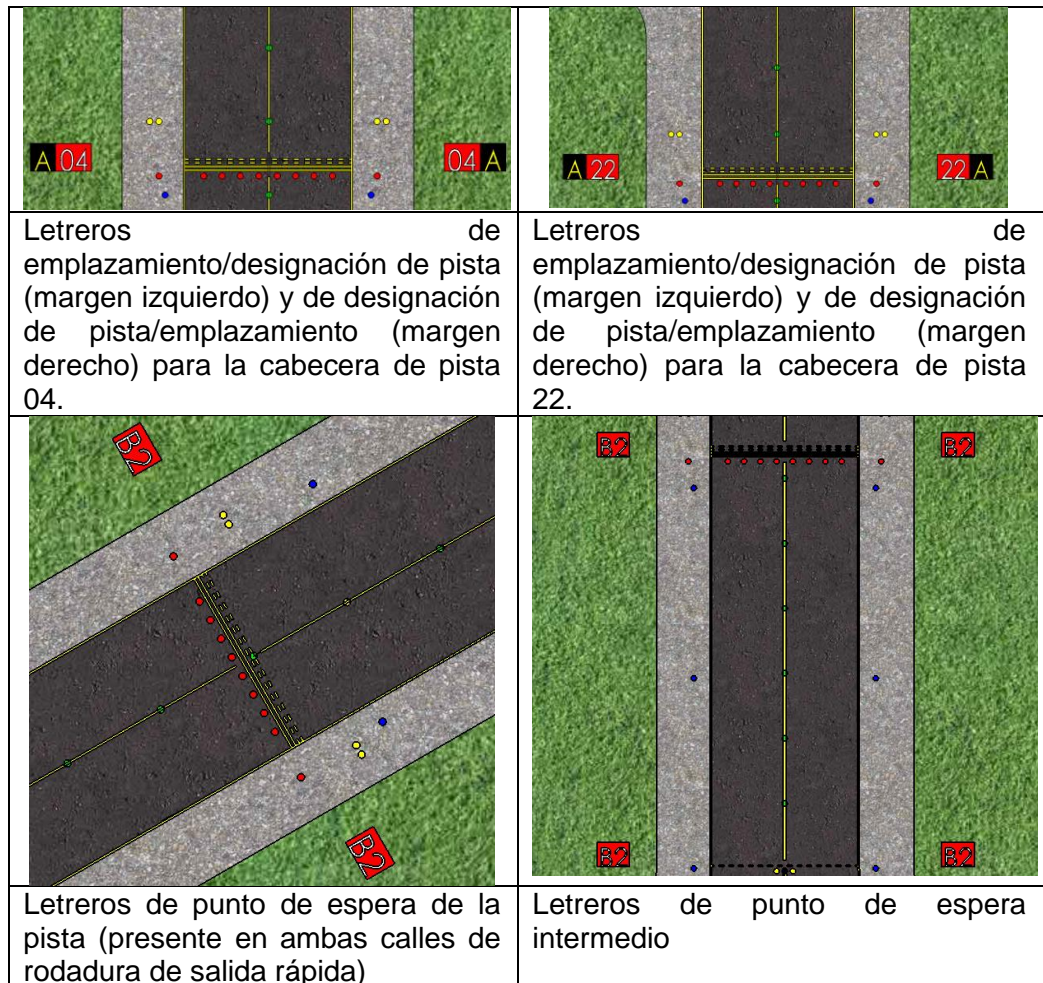 A 04
04 A
A 22
22 A
Letreros de
emplazamiento/designación de pista
(margen izquierdo) y de designación
de pista/emplazamiento (margen
derecho) para la cabecera de pista
04.
Letreros de
emplazamiento/designación de pista
(margen izquierdo) y de designación
de pista/emplazamiento (margen
derecho) para la cabecera de pista
22.
B2
B2
B2
B2
B2
B2
Letreros de punto de espera de la
pista (presente en ambas calles de
rodadura de salida rápida)
Letreros de punto de espera
intermedio